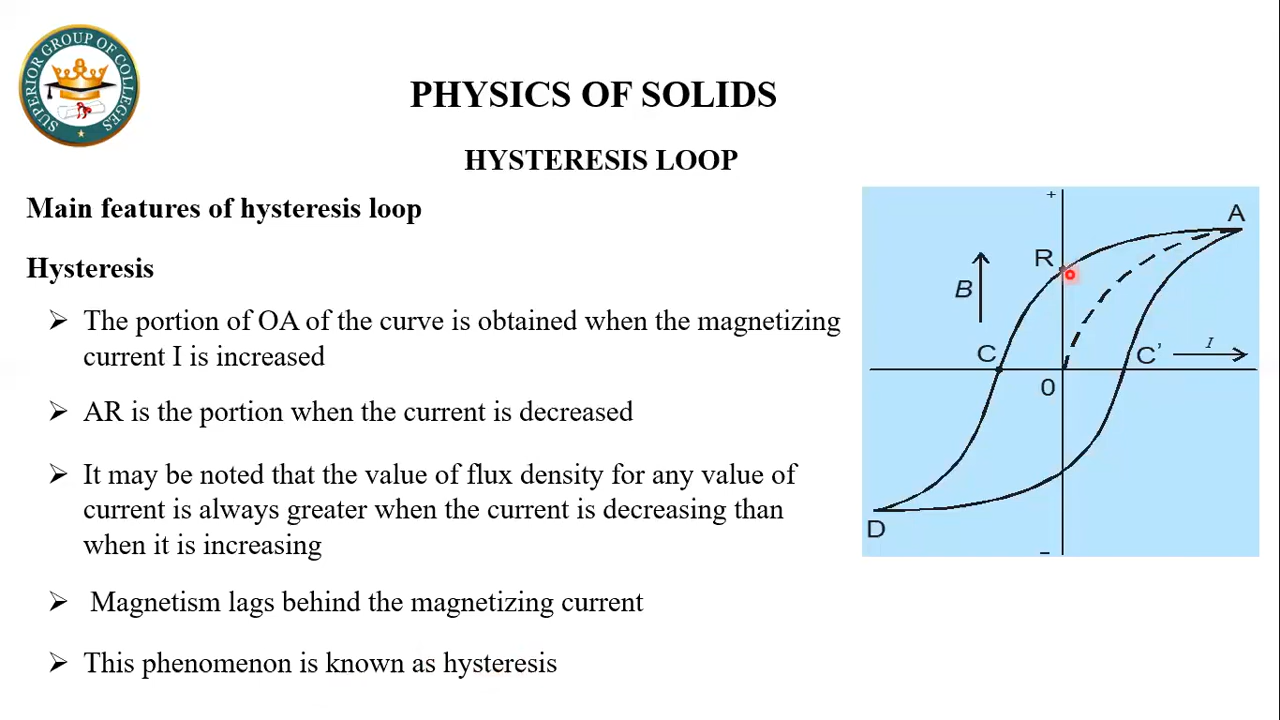 SUPERIOR GROUP OF COLLEGES
PHYSICS OF SOLIDS
HYSTERESIS LOOP
Main features of hysteresis loop
Hysteresis
➢ The portion of OA of the curve is obtained when the magnetizing
current I is increased
➢ AR is the portion when the current is decreased
➢ It may be noted that the value of flux density for any value of
current is always greater when the current is decreasing than
when it is increasing
➢ Magnetism lags behind the magnetizing current
➢ This phenomenon is known as hysteresis
+
A
R
B
C
C' I
0
D
–